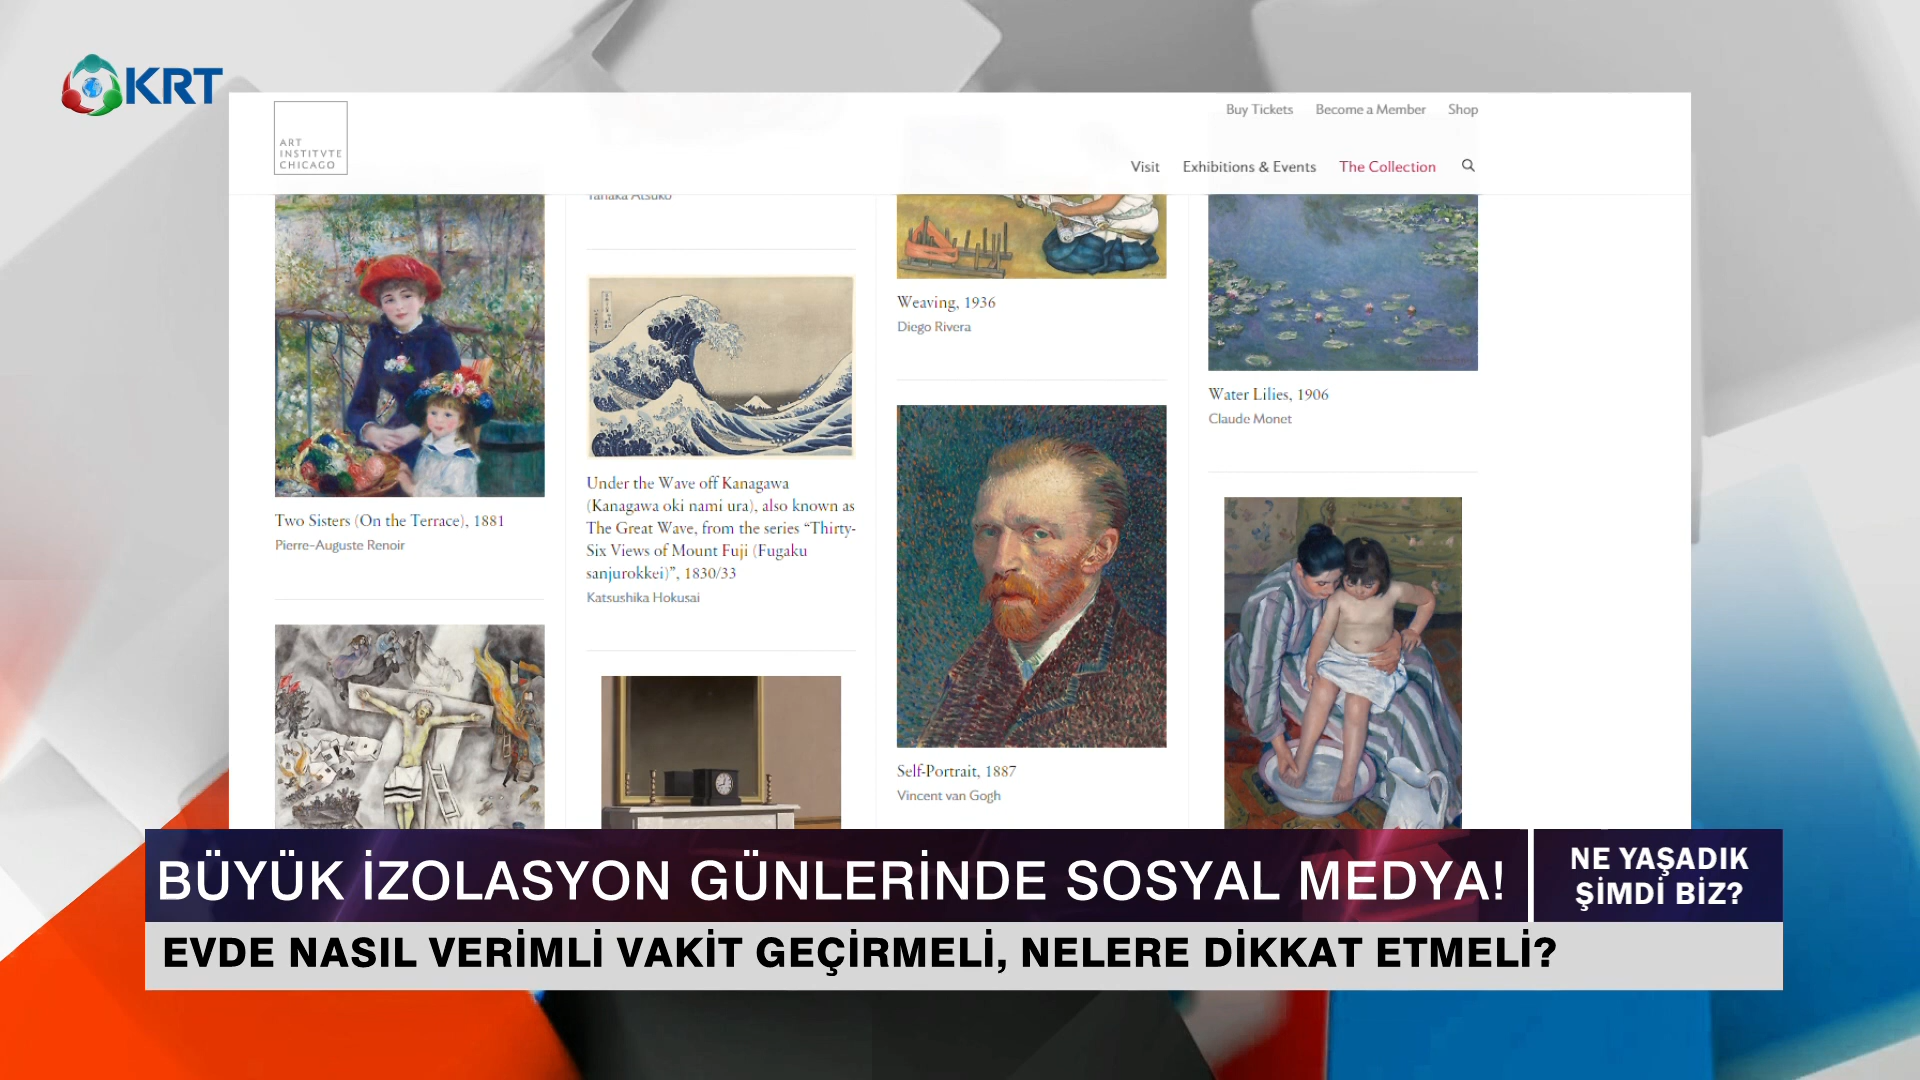 KRT
ART
INSTITVTE
CHICAGO
Buy Tickets Become a Member Shop
Visit Exhibitions & Events The Collection
Tanaka Atsuko
Two Sisters (On the Terrace), 1881
Pierre-Auguste Renoir
Under the Wave off Kanagawa
(Kanagawa oki nami ura), also known as
The Great Wave, from the series “Thirty-
Six Views of Mount Fuji (Fugaku
sanjurokkei)”, 1830/33
Katsushika Hokusai
Weaving, 1936
Diego Rivera
Self-Portrait, 1887
Vincent van Gogh
Water Lilies, 1906
Claude Monet
BÜYÜK İZOLASYON GÜNLERİNDE SOSYAL MEDYA!
NE YAŞADIK
ŞİMDİ BİZ?
EVDE NASIL VERİMLİ VAKİT GEÇİRMELİ, NELERE DİKKAT ETMELİ?